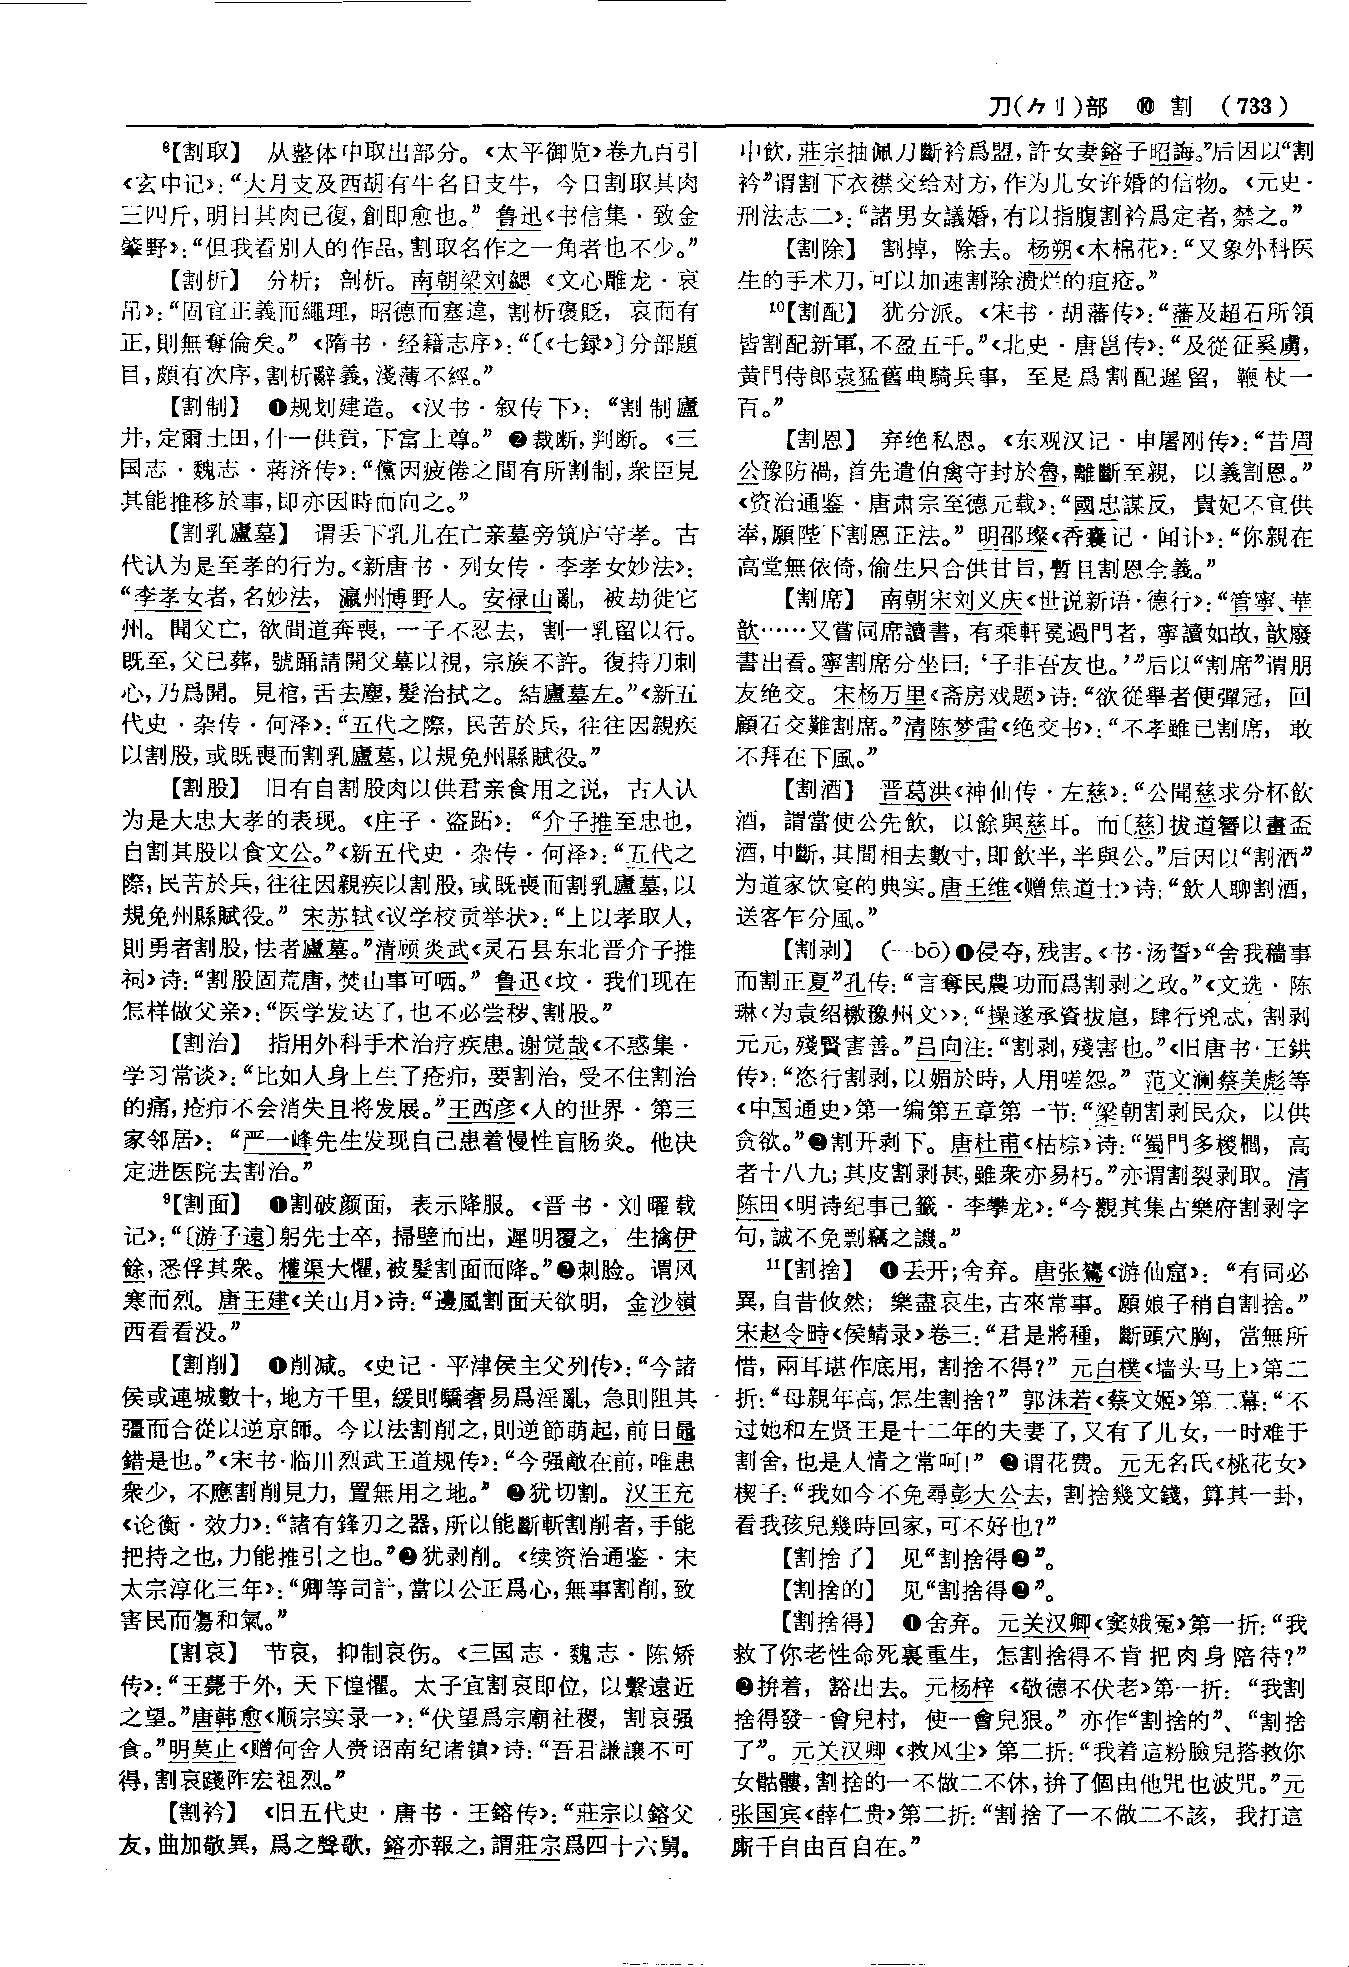 刀(⺈刂)部　❿　割　(733)
⁸【割取】　从整体中取出部分。《太平御览》卷九百引
《玄中记》：“大月支及西胡有牛名日支牛，今日割取其肉
三四斤，明日其肉已復，創即愈也。”　鲁迅《书信集·致金
肇野》：“但我看别人的作品，割取名作之一角者也不少。”
【割析】　分析；剖析。南朝梁刘勰《文心雕龙·哀
吊》：“固宜正義而繩理，昭德而塞違，割析褒貶，哀而有
正，則無奪倫矣。”《隋书·经籍志序》：“〔《七録》〕分部題
目，頗有次序，割析辭義，淺薄不經。”
【割制】　❶规划建造。《汉书·叙传下》：“割制廬
井，定爾土田，什一供貢，下富上尊。”❷裁断，判断。《三
国志·魏志·蒋济传》：“儻因疲倦之間有所割制，衆臣見
其能推移於事，即亦因時而向之。”
【割乳廬墓】　谓丢下乳儿在亡亲墓旁筑庐守孝。古
代认为是至孝的行为。《新唐书·列女传·李孝女妙法》：
“李孝女者，名妙法，瀛州博野人。安禄山亂，被劫徙它
州。聞父亡，欲間道奔喪，一子不忍去，割一乳留以行。
既至，父已葬，號踊請開父墓以視，宗族不許。復持刀刺
心，乃爲開。見棺，舌去塵，髮治拭之。結廬墓左。”《新五
代史·杂传·何泽》：“五代之際，民苦於兵，往往因親疾
以割股，或既喪而割乳廬墓，以規免州縣賦役。”
【割股】　旧有自割股肉以供君亲食用之说，古人认
为是大忠大孝的表现。《庄子·盗跖》：“介子推至忠也，
自割其股以食文公。”《新五代史·杂传·何泽》：“五代之
際，民苦於兵，往往因親疾以割股，或既喪而割乳廬墓，以
規免州縣賦役。”　宋苏轼《议学校贡举状》：“上以孝取人，
則勇者割股，怯者廬墓。”清顾炎武《灵石县东北晋介子推
祠》诗：“割股固荒唐，焚山事可哂。”　鲁迅《坟·我们现在
怎样做父亲》：“医学发达了，也不必尝秽、割股。”
【割治】　指用外科手术治疗疾患。谢觉哉《不惑集·
学习常谈》：“比如人身上生了疮疖，要割治，受不住割治
的痛，疮疖不会消失且将发展。”王西彦《人的世界·第三
家邻居》：“严一峰先生发现自己患着慢性盲肠炎。他决
定进医院去割治。”
⁹【割面】　❶割破颜面，表示降服。《晋书·刘曜载
记》：“〔游子遠〕躬先士卒，掃壁而出，遲明覆之，生擒伊
餘，悉俘其衆。權渠大懼，被髮割面而降。”❷刺脸。谓风
寒而烈。唐王建《关山月》诗：“邊風割面天欲明，金沙嶺
西看看没。”
【割削】　❶削减。《史记·平津侯主父列传》：“今諸
侯或連城數十，地方千里，緩則驕奢易爲淫亂，急則阻其
彊而合從以逆京師。今以法割削之，則逆節萌起，前日鼂
錯是也。”《宋书·临川烈武王道规传》：“今强敵在前，唯患
衆少，不應割削見力，置無用之地。”❷犹切割。汉王充
《论衡·效力》：“諸有鋒刃之器，所以能斷斬割削者，手能
把持之也，力能推引之也。”❷犹剥削。《续资治通鉴·宋
太宗淳化三年》：“卿等司計，當以公正爲心，無事割削，致
害民而傷和氣。”
【割哀】　节哀，抑制哀伤。《三国志·魏志·陈矫
传》：“王薨于外，天下惶懼。太子宜割哀即位，以繫遠近
之望。”唐韩愈《顺宗实录一》：“伏望爲宗廟社稷，割哀强
食。”明莫止《赠何舍人赍诏南纪诸镇》诗：“吾君謙讓不可
得，割哀踐阼宏祖烈。”
【割衿】　《旧五代史·唐书·王鎔传》：“莊宗以鎔父
友，曲加敬異，爲之聲歌，鎔亦報之，謂莊宗爲四十六舅。
中飲，莊宗抽佩刀斷衿爲盟，許女妻鎔子昭誨。”后因以“割
衿”谓割下衣襟交给对方，作为儿女许婚的信物。《元史·
刑法志二》：“諸男女議婚，有以指腹割衿爲定者，禁之。”
【割除】　割掉，除去。杨朔《木棉花》：“又象外科医
生的手术刀，可以加速割除溃烂的疽疮。”
¹⁰【割配】　犹分派。《宋书·胡藩传》：“藩及超石所領
皆割配新軍，不盈五千。”《北史·唐邕传》：“及從征奚虜，
黄門侍郎袁猛舊典騎兵事，至是爲割配遲留，鞭杖一
百。”
【割恩】　弃绝私恩。《东观汉记·申屠刚传》：“昔周
公豫防禍，首先遣伯禽守封於魯，離斷至親，以義割恩。”
《资治通鉴·唐肃宗至德元载》：“國忠謀反，貴妃不宜供
奉，願陛下割恩正法。”　明邵璨《香囊记·闻讣》：“你親在
高堂無依倚，偷生只合供甘旨，暫且割恩全義。”
【割席】　南朝宋刘义庆《世说新语·德行》：“管寧、華
歆……又嘗同席讀書，有乘軒冕過門者，寧讀如故，歆廢
書出看。寧割席分坐曰：‘子非吾友也。’”后以“割席”谓朋
友绝交。宋杨万里《斋房戏题》诗：“欲從舉者便彈冠，回
顧石交難割席。”清陈梦雷《绝交书》：“不孝雖已割席，敢
不拜在下風。”
【割酒】　晋葛洪《神仙传·左慈》：“公聞慈求分杯飲
酒，謂當使公先飲，以餘與慈耳。而〔慈〕拔道簪以畫盃
酒，中斷，其間相去數寸，即飲半，半與公。”后因以“割酒”
为道家饮宴的典实。唐王维《赠焦道士》诗：“飲人聊割酒，
送客乍分風。”
【割剥】　(—bō)❶侵夺，残害。《书·汤誓》“舍我穡事
而割正夏”孔传：“言奪民農功而爲割剥之政。”《文选·陈
琳〈为袁绍檄豫州文〉》：“操遂承資拔扈，肆行兇忒，割剥
元元，殘賢害善。”吕向注：“割剥，殘害也。”《旧唐书·王鉷
传》：“恣行割剥，以媚於時，人用嗟怨。”　范文澜蔡美彪等
《中国通史》第一编第五章第一节：“梁朝割剥民众，以供
贪欲。”❷割开剥下。唐杜甫《枯棕》诗：“蜀門多椶櫚，高
者十八九；其皮割剥甚，雖衆亦易朽。”亦谓割裂剥取。清
陈田《明诗纪事己籤·李攀龙》：“今觀其集古樂府割剥字
句，誠不免剽竊之譏。”
¹¹【割捨】　❶丢开；舍弃。唐张鷟《游仙窟》：“有同必
異，自昔攸然；樂盡哀生，古來常事。願娘子稍自割捨。”
宋赵令畤《侯鲭录》卷三：“君是將種，斷頭穴胸，當無所
惜，兩耳堪作底用，割捨不得？”　元白樸《墙头马上》第二
折：“母親年高，怎生割捨？”　郭沫若《蔡文姬》第二幕：“不
过她和左贤王是十二年的夫妻了，又有了儿女，一时难于
割舍，也是人情之常呵！”❷谓花费。元无名氏《桃花女》
楔子：“我如今不免尋彭大公去，割捨幾文錢，算其一卦，
看我孩兒幾時回家，可不好也？”
【割捨了】　见“割捨得❷”。
【割捨的】　见“割捨得❷”。
【割捨得】　❶舍弃。元关汉卿《窦娥冤》第一折：“我
救了你老性命死裏重生，怎割捨得不肯把肉身陪待？”
❷拚着，豁出去。元杨梓《敬德不伏老》第一折：“我割
捨得發一會兒村，使一會兒狠。”亦作“割捨的”、“割捨
了”。元关汉卿《救风尘》第二折：“我着這粉臉兒搭救你
女骷髏，割捨的一不做二不休，拚了個由他咒也波咒。”元
张国宾《薛仁贵》第二折：“割捨了一不做二不該，我打這
廝千自由百自在。”